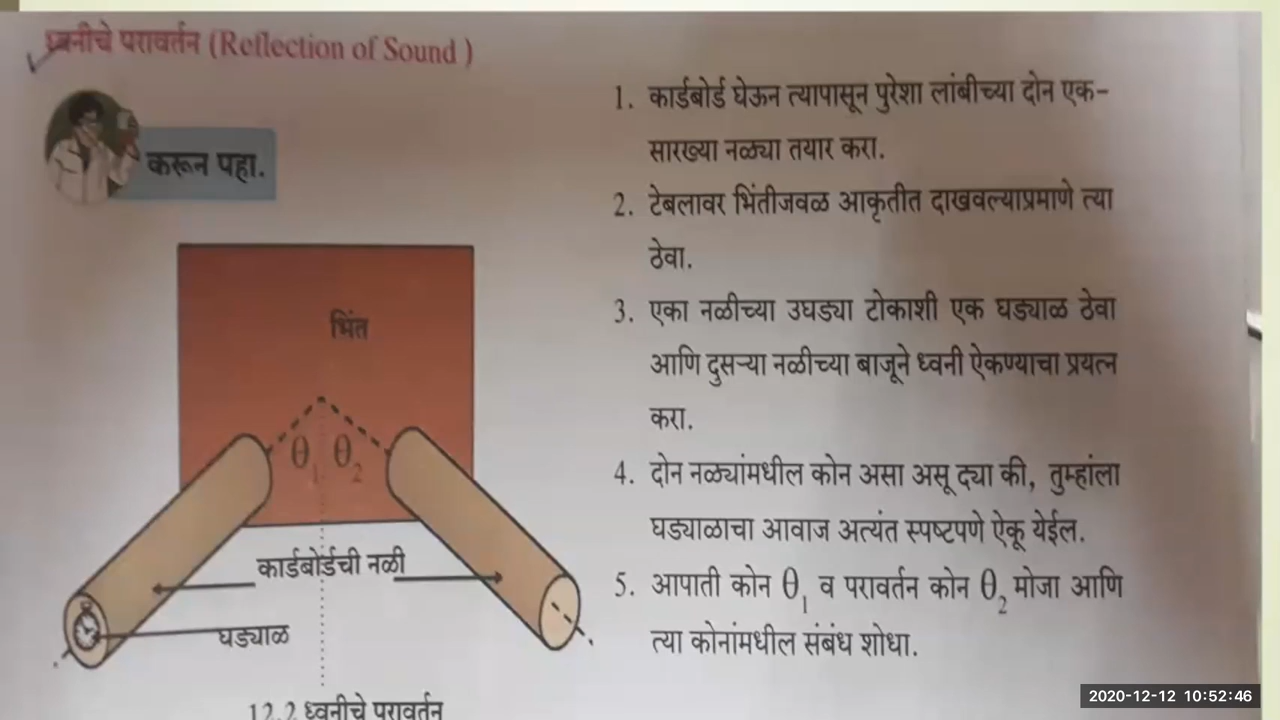 ध्वनीचे परावर्तन (Reflection of Sound )
करून पहा.
भिंत
θ1 θ2
कार्डबोर्डची नळी
घड्याळ
12.2 ध्वनीचे परावर्तन
1. कार्डबोर्ड घेऊन त्यापासून पुरेशा लांबीच्या दोन एक-
सारख्या नळ्या तयार करा.
2. टेबलावर भिंतीजवळ आकृतीत दाखवल्याप्रमाणे त्या
ठेवा.
3. एका नळीच्या उघड्या टोकाशी एक घड्याळ ठेवा
आणि दुसऱ्या नळीच्या बाजूने ध्वनी ऐकण्याचा प्रयत्न
करा.
4. दोन नळ्यांमधील कोन असा असू द्या की, तुम्हांला
घड्याळाचा आवाज अत्यंत स्पष्टपणे ऐकू येईल.
5. आपाती कोन θ1 व परावर्तन कोन θ2 मोजा आणि
त्या कोनांमधील संबंध शोधा.
2020-12-12 10:52:46